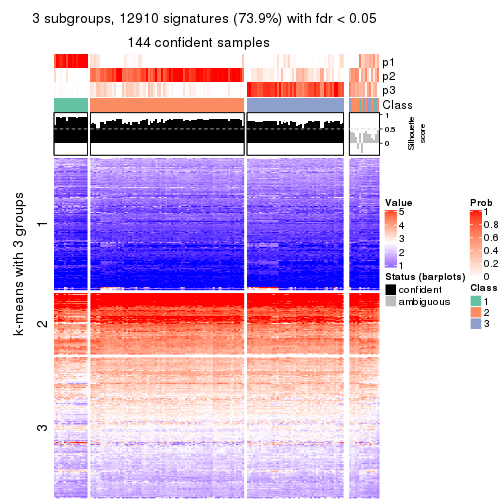 3 subgroups, 12910 signatures (73.9%) with fdr < 0.05
144 confident samples
p1
p2
p3
Class
1
0.5
0
Silhouette
score
k-means with 3 groups
1
2
3
Value
5
4
3
2
1
Status (barplots)
confident
ambiguous
Prob
1
0.8
0.6
0.4
0.2
0
Class
1
2
3